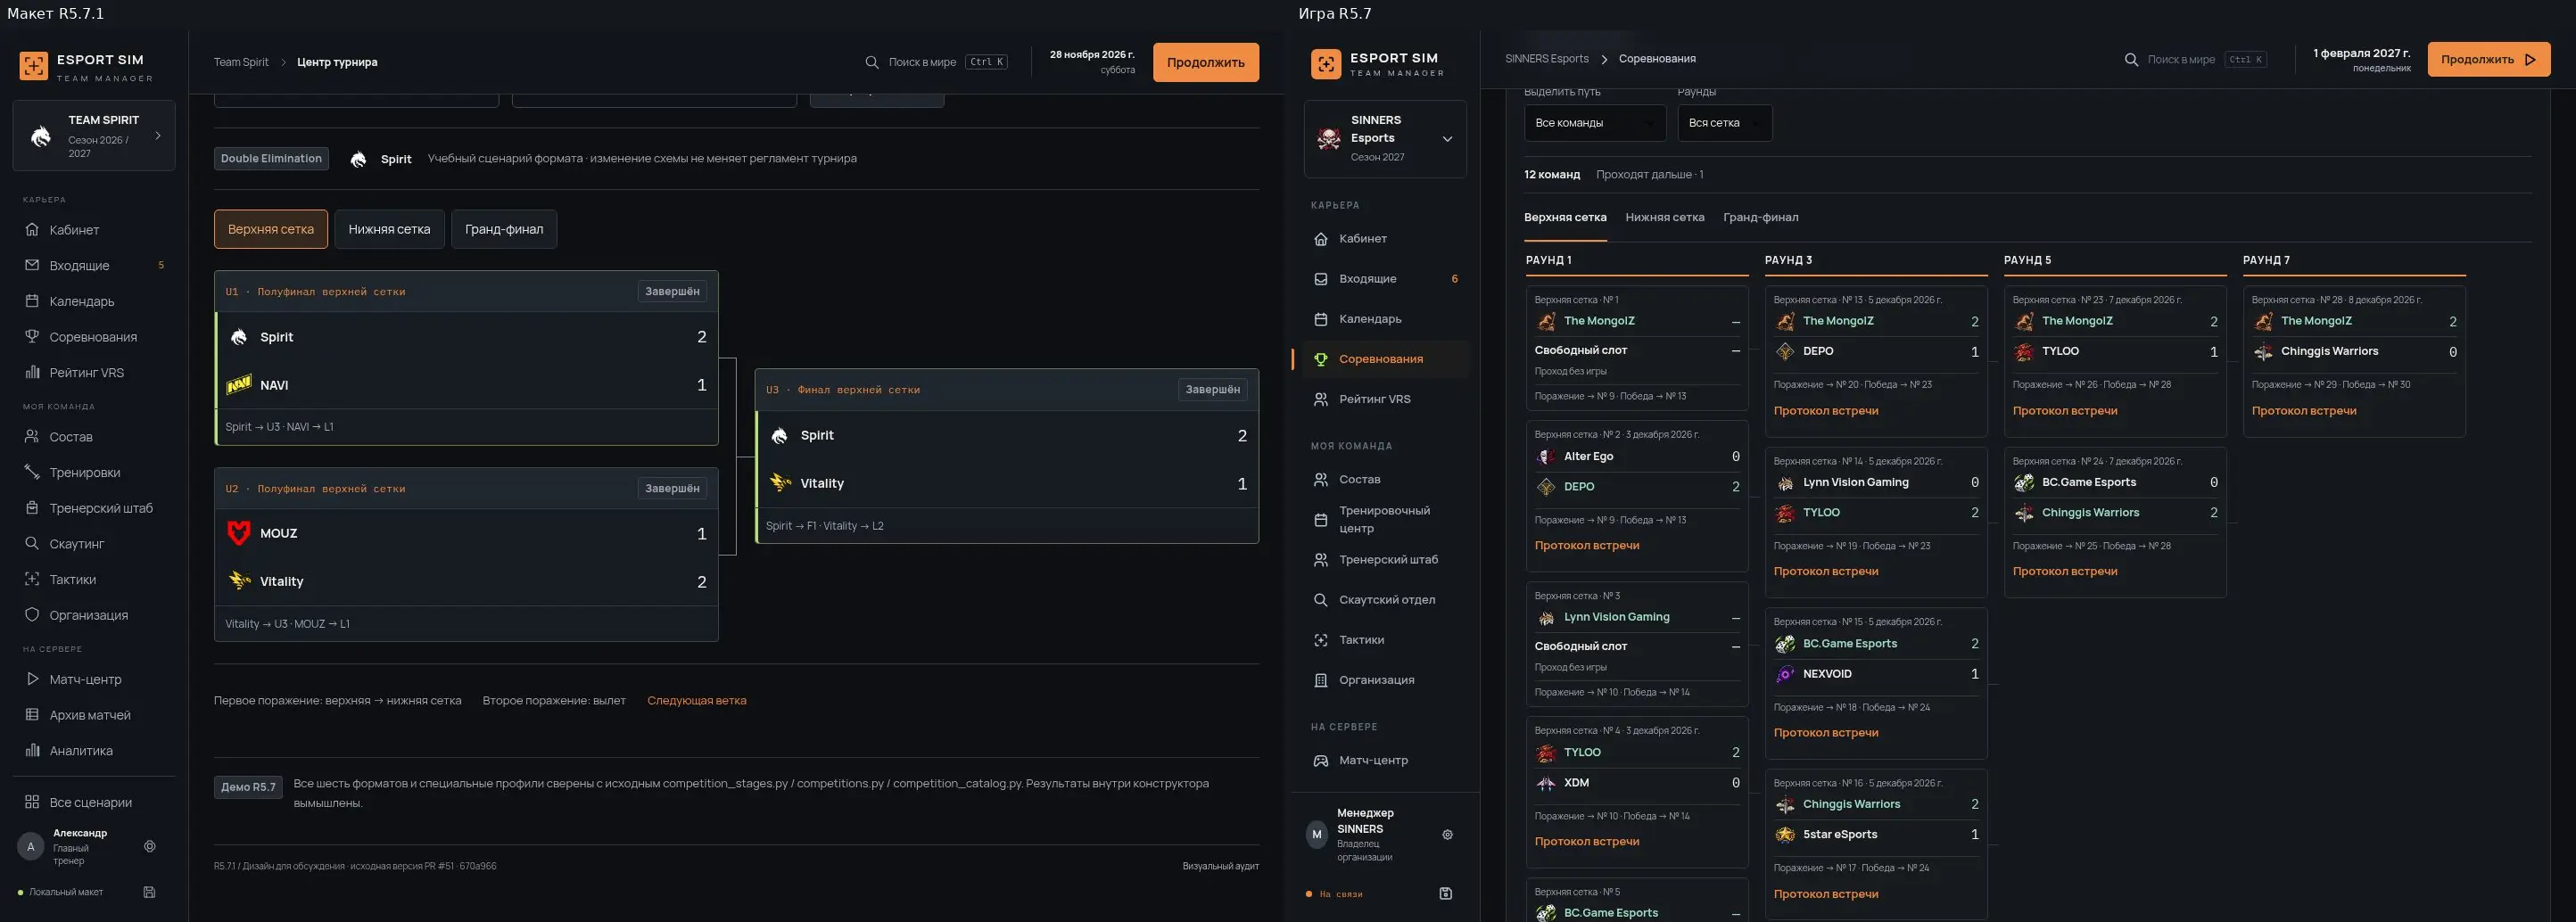 Макет R5.7.1
ESPORT SIM
TEAM MANAGER
TEAM SPIRIT
Сезон 2026 /
2027
КАРЬЕРА
Кабинет
Входящие 5
Календарь
Соревнования
Рейтинг VRS
МОЯ КОМАНДА
Состав
Тренировки
Тренерский штаб
Скаутинг
Тактики
Организация
НА СЕРВЕРЕ
Матч-центр
Архив матчей
Аналитика
Все сценарии
А
Александр
Главный
тренер
Локальный макет
Team Spirit > Центр турнира
Поиск в мире Ctrl K
28 ноября 2026 г.
суббота
Продолжить
Double Elimination Spirit Учебный сценарий формата · изменение схемы не меняет регламент турнира
Верхняя сетка Нижняя сетка Гранд-финал
U1 · Полуфинал верхней сетки Завершён
Spirit 2
NAVI 1
Spirit → U3 · NAVI → L1
U2 · Полуфинал верхней сетки Завершён
MOUZ 1
Vitality 2
Vitality → U3 · MOUZ → L1
U3 · Финал верхней сетки Завершён
Spirit 2
Vitality 1
Spirit → F1 · Vitality → L2
Первое поражение: верхняя → нижняя сетка Второе поражение: вылет Следующая ветка
Демо R5.7 Все шесть форматов и специальные профили сверены с исходным competition_stages.py / competitions.py / competition_catalog.py. Результаты внутри конструктора
вымышлены.
R5.7.1 / Дизайн для обсуждения · исходная версия PR #51 · 670a966 Визуальный аудит
Игра R5.7
ESPORT SIM
TEAM MANAGER
SINNERS
Esports
Сезон 2027
КАРЬЕРА
Кабинет
Входящие 6
Календарь
Соревнования
Рейтинг VRS
МОЯ КОМАНДА
Состав
Тренировочный
центр
Тренерский штаб
Скаутский отдел
Тактики
Организация
НА СЕРВЕРЕ
Матч-центр
М
Менеджер
SINNERS
Владелец
организации
На связи
SINNERS Esports > Соревнования
Поиск в мире Ctrl K
1 февраля 2027 г.
понедельник
Продолжить
Выделить путь Раунды
Все команды Вся сетка
12 команд Проходят дальше · 1
Верхняя сетка Нижняя сетка Гранд-финал
РАУНД 1
Верхняя сетка · № 1
The MongolZ –
Свободный слот –
Проход без игры
Поражение → № 9 · Победа → № 13
Верхняя сетка · № 2 · 3 декабря 2026 г.
Alter Ego 0
DEPO 2
Поражение → № 9 · Победа → № 13
Протокол встречи
Верхняя сетка · № 3
Lynn Vision Gaming –
Свободный слот –
Проход без игры
Поражение → № 10 · Победа → № 14
Верхняя сетка · № 4 · 3 декабря 2026 г.
TYLOO 2
XDM 0
Поражение → № 10 · Победа → № 14
Протокол встречи
Верхняя сетка · № 5
BC.Game Esports –
РАУНД 3
Верхняя сетка · № 13 · 5 декабря 2026 г.
The MongolZ 2
DEPO 1
Поражение → № 20 · Победа → № 23
Протокол встречи
Верхняя сетка · № 14 · 5 декабря 2026 г.
Lynn Vision Gaming 0
TYLOO 2
Поражение → № 19 · Победа → № 23
Протокол встречи
Верхняя сетка · № 15 · 5 декабря 2026 г.
BC.Game Esports 2
NEXVOID 1
Поражение → № 18 · Победа → № 24
Протокол встречи
Верхняя сетка · № 16 · 5 декабря 2026 г.
Chinggis Warriors 2
5star eSports 1
Поражение → № 17 · Победа → № 24
Протокол встречи
РАУНД 5
Верхняя сетка · № 23 · 7 декабря 2026 г.
The MongolZ 2
TYLOO 1
Поражение → № 26 · Победа → № 28
Протокол встречи
Верхняя сетка · № 24 · 7 декабря 2026 г.
BC.Game Esports 0
Chinggis Warriors 2
Поражение → № 25 · Победа → № 28
Протокол встречи
РАУНД 7
Верхняя сетка · № 28 · 8 декабря 2026 г.
The MongolZ 2
Chinggis Warriors 0
Поражение → № 29 · Победа → № 30
Протокол встречи